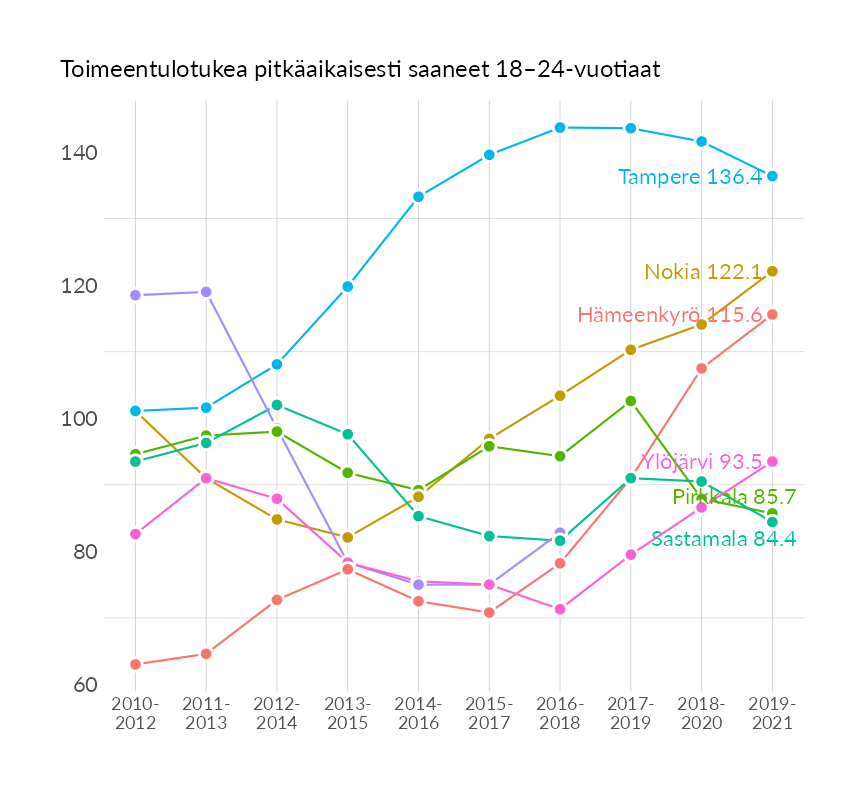 Toimeentulotukea pitkäaikaisesti saaneet 18–24-vuotiaat
140
Tampere 136.4
120
Nokia 122.1
Hämeenkyrö 115.6
100
Ylöjärvi 93.5
Pirkkala 85.7
80
Sastamala 84.4
60
2010- 2011- 2012- 2013- 2014- 2015- 2016- 2017- 2018- 2019-
2012 2013 2014 2015 2016 2017 2018 2019 2020 2021